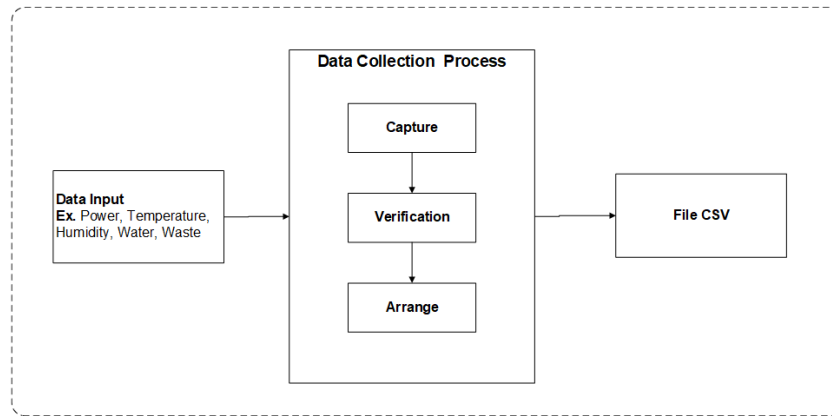 Data Collection Process
Capture
Data Input
Ex. Power, Temperature,
Humidity, Water, Waste
Verification
File CSV
Arrange